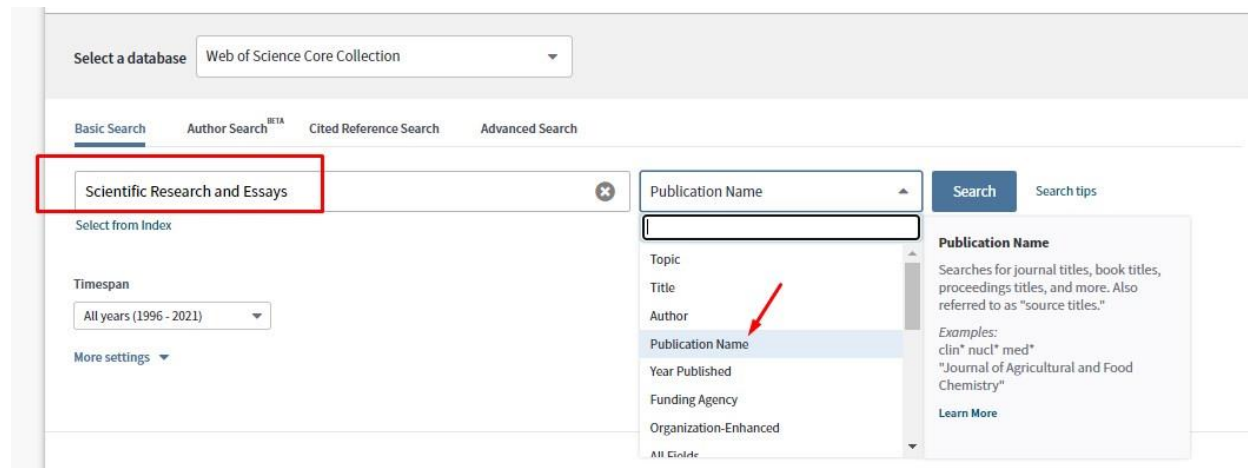 Select a database
Web of Science Core Collection
Basic Search
Author Search BETA
Cited Reference Search
Advanced Search
Scientific Research and Essays
Publication Name
Search
Search tips
Select from Index
Timespan
All years (1996 - 2021)
More settings
Topic
Title
Author
Publication Name
Year Published
Funding Agency
Organization-Enhanced
All Fields
Publication Name
Searches for journal titles, book titles,
proceedings titles, and more. Also
referred to as "source titles."
Examples:
clin* nucl* med*
"Journal of Agricultural and Food
Chemistry"
Learn More